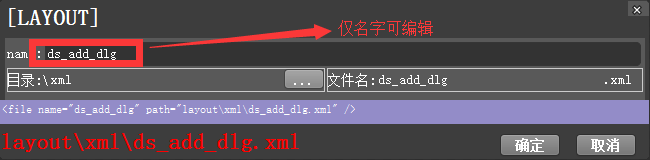 [LAYOUT]
仅名字可编辑
nam :ds_add_dlg
目录:\xml ... 文件名:ds_add_dlg .xml
<file name="ds_add_dlg" path="layout\xml\ds_add_dlg.xml" />
layout\xml\ds_add_dlg.xml
确定 取消